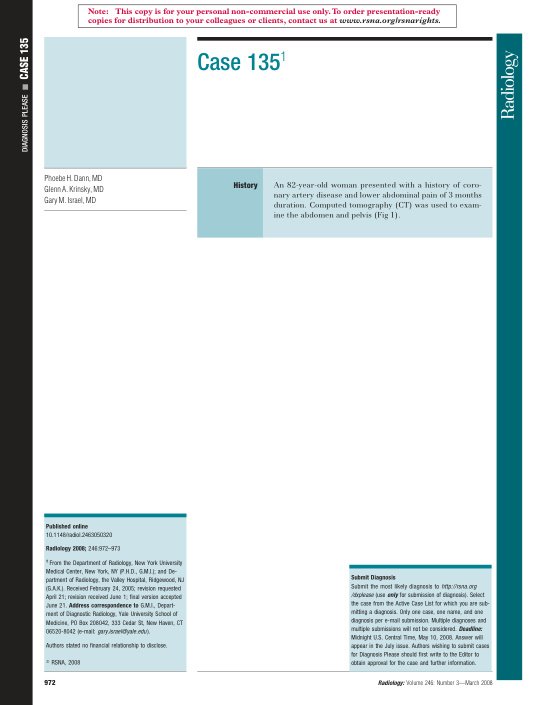 Note: This copy is for your personal non-commercial use only. To order presentation-ready
copies for distribution to your colleagues or clients, contact us at www.rsna.org/rsnarights.
DIAGNOSIS PLEASE ■ CASE 135
Radiology
Case 135¹
Phoebe H. Dann, MD
Glenn A. Krinsky, MD
Gary M. Israel, MD
History
An 82-year-old woman presented with a history of coro-
nary artery disease and lower abdominal pain of 3 months
duration. Computed tomography (CT) was used to exam-
ine the abdomen and pelvis (Fig 1).
Published online
10.1148/radiol.2463050320
Radiology 2008; 246:972–973
¹ From the Department of Radiology, New York University
Medical Center, New York, NY (P.H.D., G.M.I.); and De-
partment of Radiology, the Valley Hospital, Ridgewood, NJ
(G.A.K.). Received February 24, 2005; revision requested
April 21; revision received June 1; final version accepted
June 21. Address correspondence to G.M.I., Depart-
ment of Diagnostic Radiology, Yale University School of
Medicine, PO Box 208042, 333 Cedar St, New Haven, CT
06520-8042 (e-mail: gary.israel@yale.edu).
Authors stated no financial relationship to disclose.
© RSNA, 2008
Submit Diagnosis
Submit the most likely diagnosis to http://rsna.org
/dxplease (use only for submission of diagnosis). Select
the case from the Active Case List for which you are sub-
mitting a diagnosis. Only one case, one name, and one
diagnosis per e-mail submission. Multiple diagnoses and
multiple submissions will not be considered. Deadline:
Midnight U.S. Central Time, May 10, 2008. Answer will
appear in the July issue. Authors wishing to submit cases
for Diagnosis Please should first write to the Editor to
obtain approval for the case and further information.
972
Radiology: Volume 246: Number 3—March 2008